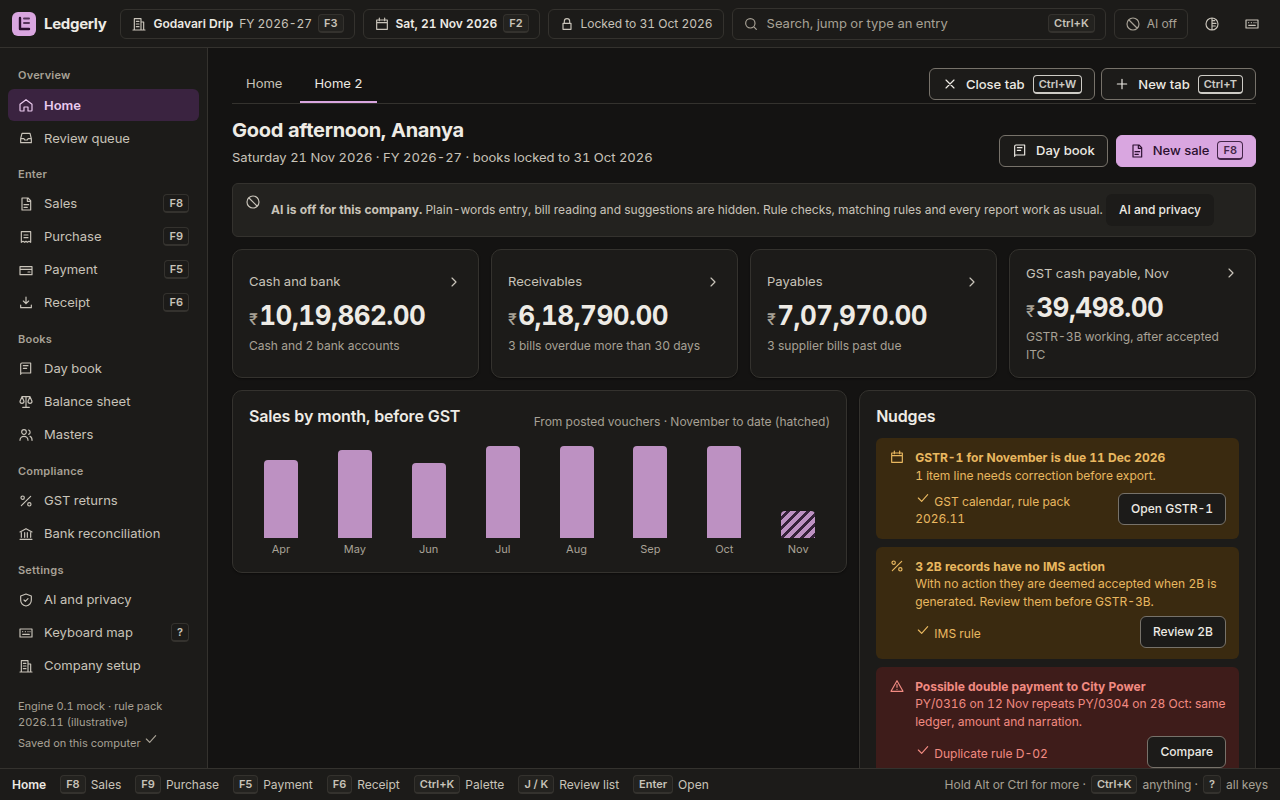 Ledgerly
Godavari Drip FY 2026-27 F3
Sat, 21 Nov 2026 F2
Locked to 31 Oct 2026
Search, jump or type an entry Ctrl+K
AI off
Overview
Home
Review queue
Enter
Sales F8
Purchase F9
Payment F5
Receipt F6
Books
Day book
Balance sheet
Masters
Compliance
GST returns
Bank reconciliation
Settings
AI and privacy
Keyboard map ?
Company setup
Engine 0.1 mock · rule pack
2026.11 (illustrative)
Saved on this computer
Home Home 2
Close tab Ctrl+W
New tab Ctrl+T
Good afternoon, Ananya
Saturday 21 Nov 2026 · FY 2026-27 · books locked to 31 Oct 2026
Day book
New sale F8
AI is off for this company. Plain-words entry, bill reading and suggestions are hidden. Rule checks, matching rules and every report work as usual. AI and privacy
Cash and bank
₹10,19,862.00
Cash and 2 bank accounts
Receivables
₹6,18,790.00
3 bills overdue more than 30 days
Payables
₹7,07,970.00
3 supplier bills past due
GST cash payable, Nov
₹39,498.00
GSTR-3B working, after accepted
ITC
Sales by month, before GST
From posted vouchers · November to date (hatched)
Apr May Jun Jul Aug Sep Oct Nov
Nudges
GSTR-1 for November is due 11 Dec 2026
1 item line needs correction before export.
GST calendar, rule pack
2026.11
Open GSTR-1
3 2B records have no IMS action
With no action they are deemed accepted when 2B is
generated. Review them before GSTR-3B.
IMS rule
Review 2B
Possible double payment to City Power
PY/0316 on 12 Nov repeats PY/0304 on 28 Oct: same
ledger, amount and narration.
Duplicate rule D-02
Compare
Home F8 Sales F9 Purchase F5 Payment F6 Receipt Ctrl+K Palette J / K Review list Enter Open
Hold Alt or Ctrl for more · Ctrl+K anything · ? all keys